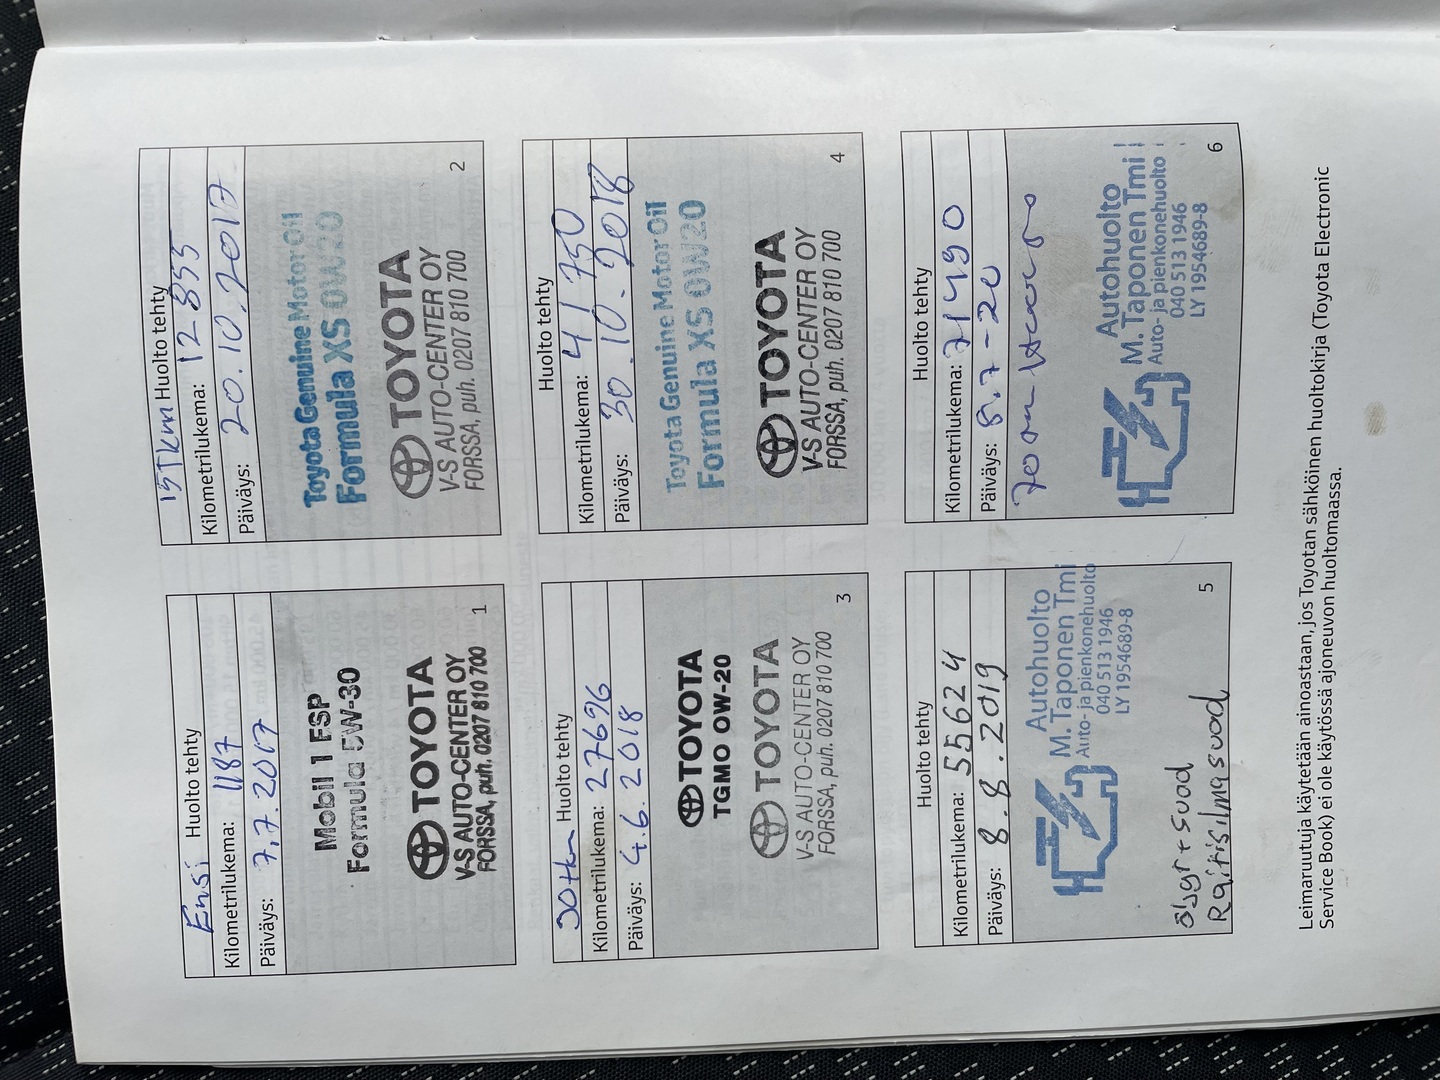 Ensi Huolto tehty
Kilometrilukema: 1187
Päiväys: 7.7.2017
Mobil 1 ESP
Formula 5W-30
TOYOTA
V-S AUTO-CENTER OY
FORSSA, puh. 0207 810 700
1
15Tkm Huolto tehty
Kilometrilukema: 12 855
Päiväys: 20.10.2017
Toyota Genuine Motor Oil
Formula XS 0W20
TOYOTA
V-S AUTO-CENTER OY
FORSSA, puh. 0207 810 700
2
30tkm Huolto tehty
Kilometrilukema: 27696
Päiväys: 4.6.2018
TOYOTA
TGMO 0W-20
TOYOTA
V-S AUTO-CENTER OY
FORSSA, puh. 0207 810 700
3
Huolto tehty
Kilometrilukema: 41750
Päiväys: 30.10.2018
Toyota Genuine Motor Oil
Formula XS 0W20
TOYOTA
V-S AUTO-CENTER OY
FORSSA, puh. 0207 810 700
4
Huolto tehty
Kilometrilukema: 55624
Päiväys: 8.8.2019
Autohuolto
M. Taponen Tmi
Auto- ja pienkonehuolto
040 513 1946
LY 1954689-8
öljyt+suod
Raitisilmasuod
5
Huolto tehty
Kilometrilukema: 71490
Päiväys: 8.7-20
Autohuolto
M. Taponen Tmi
Auto- ja pienkonehuolto
040 513 1946
LY 1954689-8
6
Leimaruutuja käytetään ainoastaan, jos Toyotan sähköinen huoltokirja (Toyota Electronic
Service Book) ei ole käytössä ajoneuvon huoltomaassa.